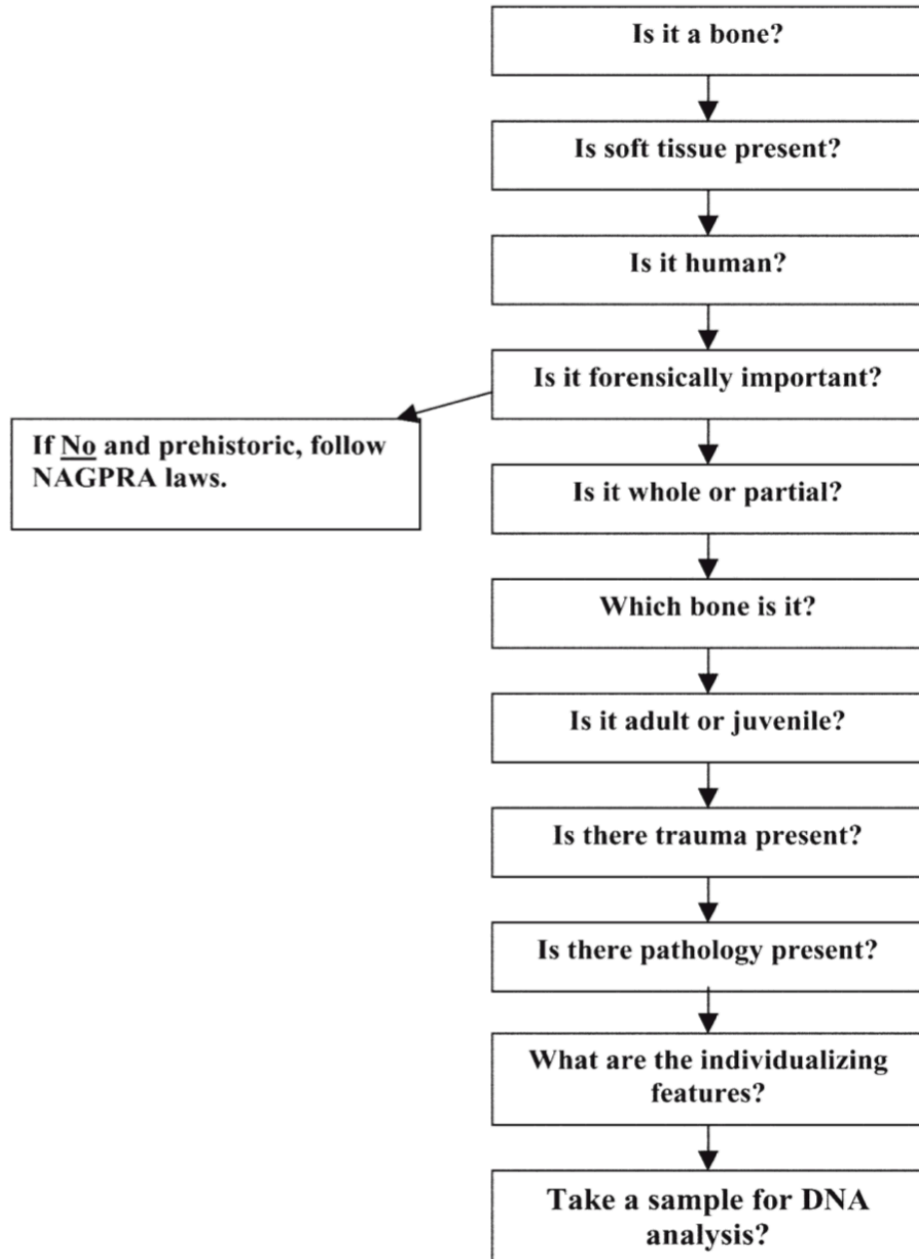 Is it a bone?
Is soft tissue present?
Is it human?
Is it forensically important?
If No and prehistoric, follow
NAGPRA laws.
Is it whole or partial?
Which bone is it?
Is it adult or juvenile?
Is there trauma present?
Is there pathology present?
What are the individualizing
features?
Take a sample for DNA
analysis?